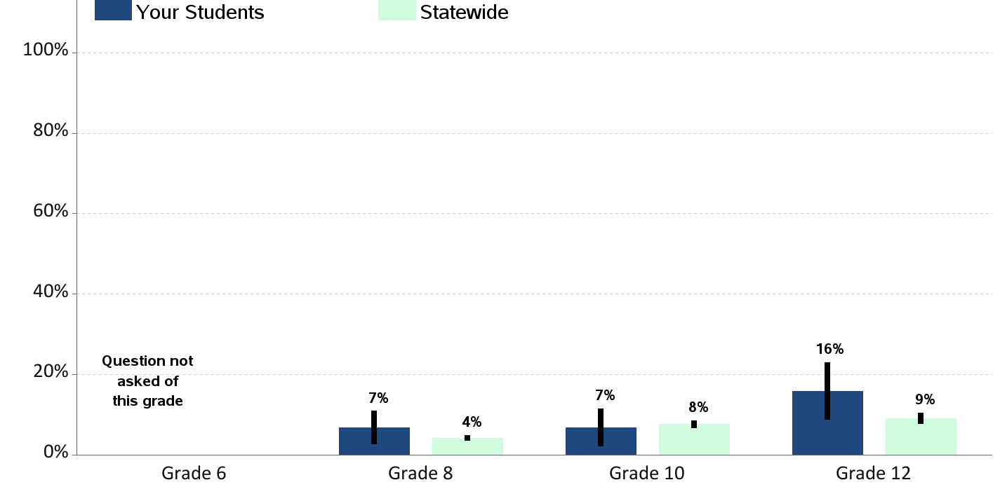 Your Students Statewide
100%
80%
60%
40%
20%
0%
Question not
asked of
this grade
7%
4%
7%
8%
16%
9%
Grade 6 Grade 8 Grade 10 Grade 12